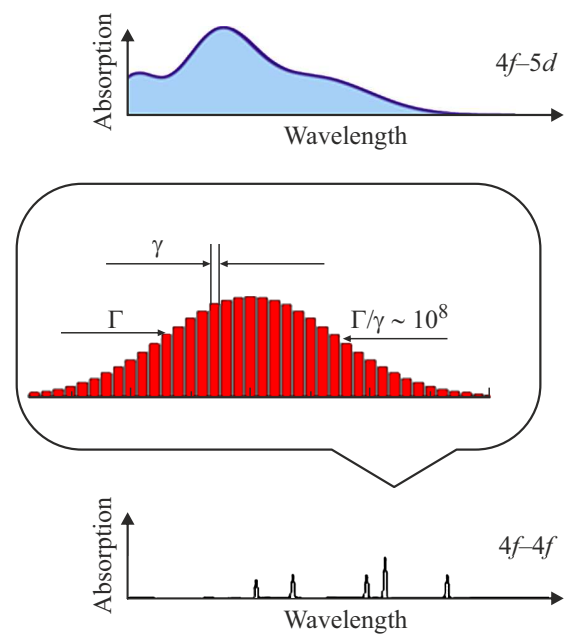 Absorption
4f–5d
Wavelength
γ
Γ
Γ/γ ~ 10⁸
Absorption
4f–4f
Wavelength